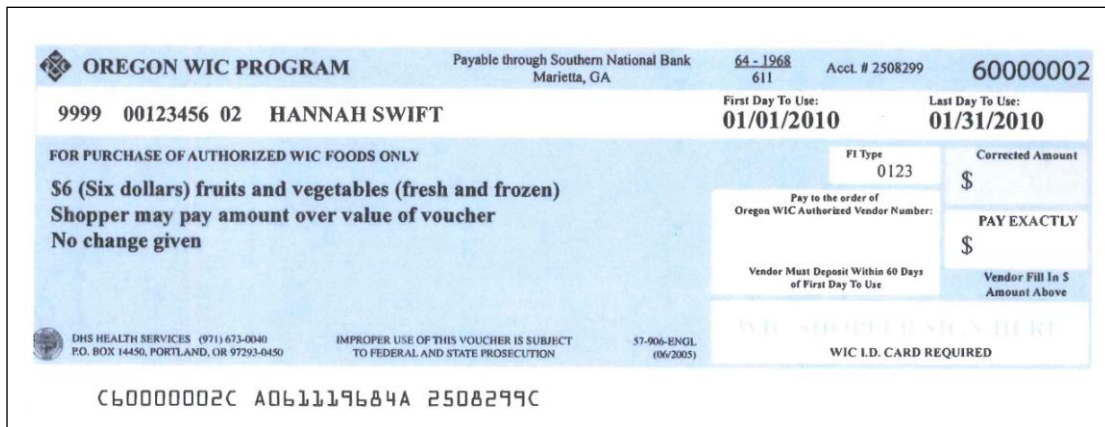 OREGON WIC PROGRAM
Payable through Southern National Bank
Marietta, GA
64 - 1968
611
Acct. # 2508299
60000002
9999 00123456 02 HANNAH SWIFT
First Day To Use:
01/01/2010
Last Day To Use:
01/31/2010
FOR PURCHASE OF AUTHORIZED WIC FOODS ONLY
$6 (Six dollars) fruits and vegetables (fresh and frozen)
Shopper may pay amount over value of voucher
No change given
FI Type
0123
Corrected Amount
$
Pay to the order of
Oregon WIC Authorized Vendor Number:
PAY EXACTLY
$
Vendor Must Deposit Within 60 Days
of First Day To Use
Vendor Fill In $
Amount Above
DHS HEALTH SERVICES (971) 673-0040
P.O. BOX 14450, PORTLAND, OR 97293-0450
IMPROPER USE OF THIS VOUCHER IS SUBJECT
TO FEDERAL AND STATE PROSECUTION
57-906-ENGL
(06/2005)
WIC SHOPPER SIGN HERE
WIC I.D. CARD REQUIRED
C60000002C A061119684A 2508299C